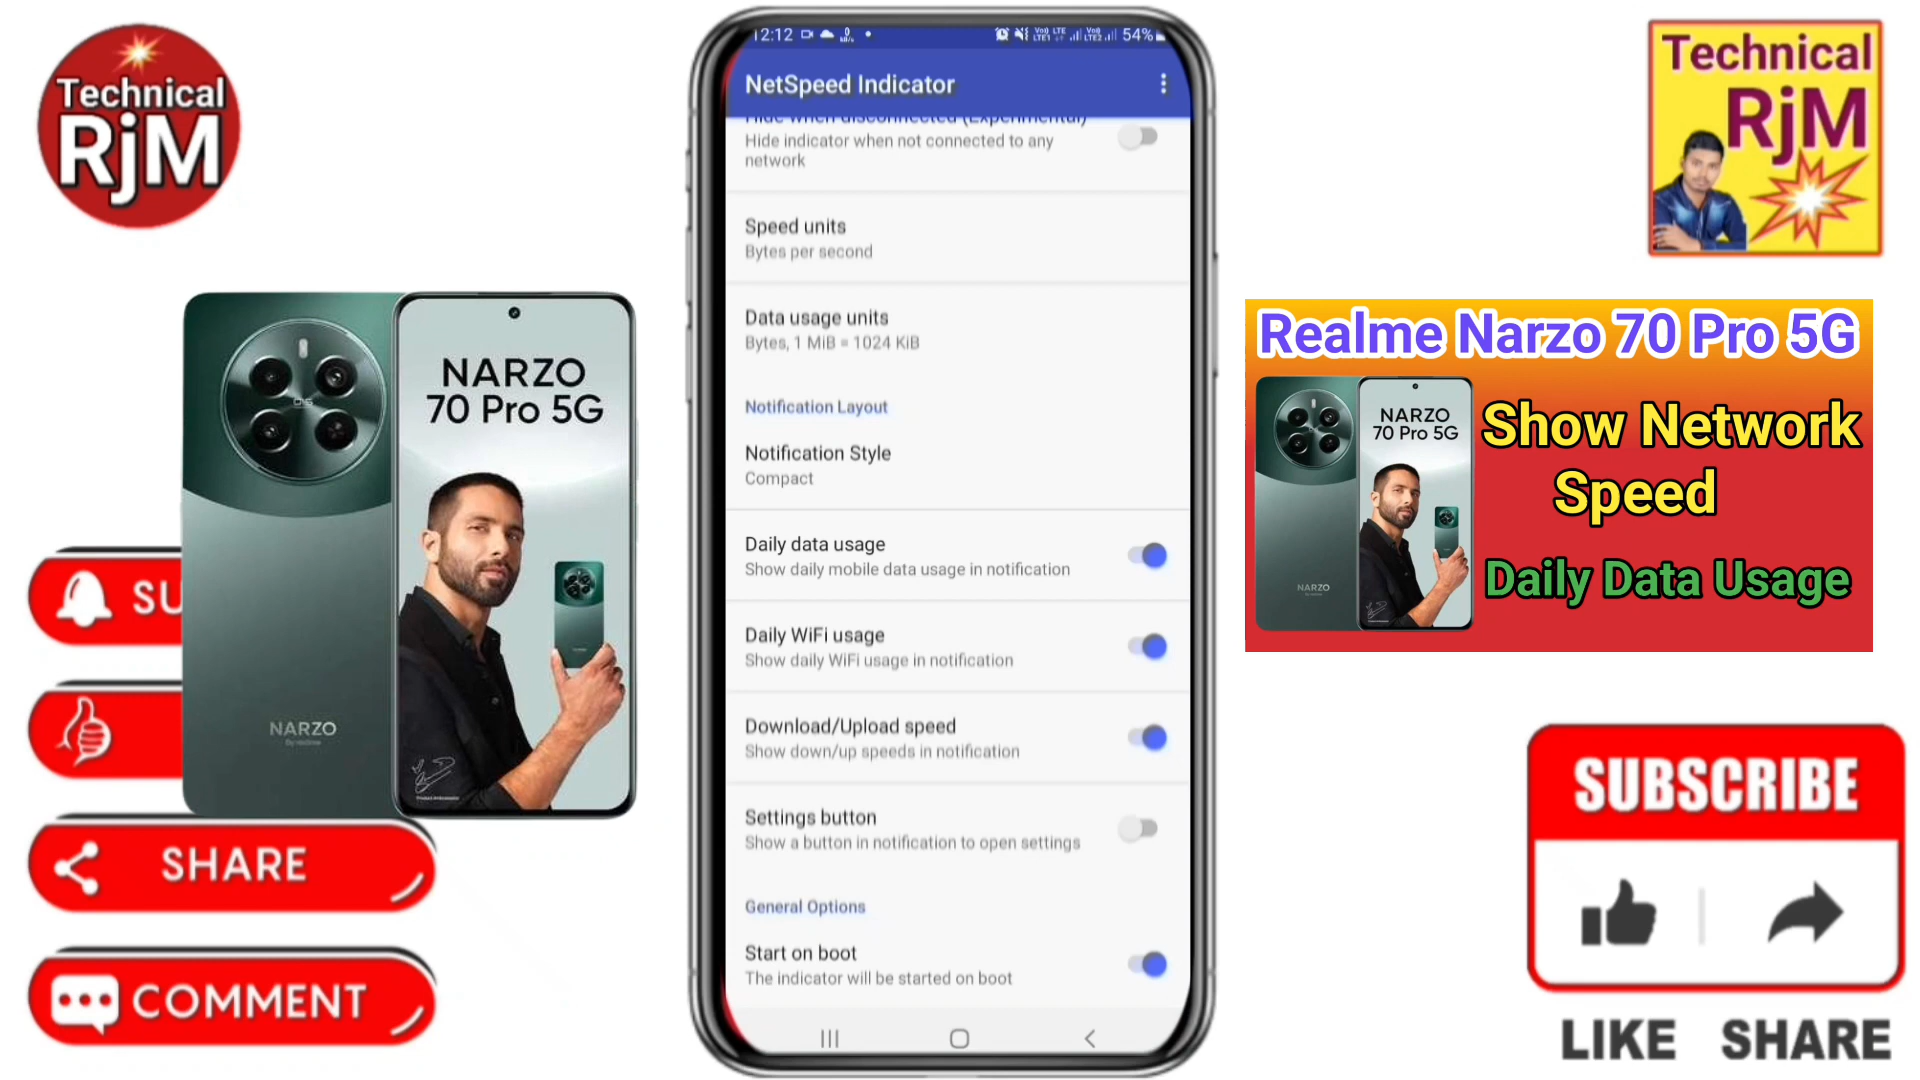 Technical
RjM
NARZO
70 Pro 5G
NARZO
SU
SHARE
COMMENT
12:12
54%
NetSpeed Indicator
Hide when disconnected (Experimental)
Hide indicator when not connected to any
network
Speed units
Bytes per second
Data usage units
Bytes, 1 MiB = 1024 KiB
Notification Layout
Notification Style
Compact
Daily data usage
Show daily mobile data usage in notification
Daily WiFi usage
Show daily WiFi usage in notification
Download/Upload speed
Show down/up speeds in notification
Settings button
Show a button in notification to open settings
General Options
Start on boot
The indicator will be started on boot
Technical
RjM
Realme Narzo 70 Pro 5G
NARZO
70 Pro 5G
NARZO
Show Network
Speed
Daily Data Usage
SUBSCRIBE
LIKE SHARE